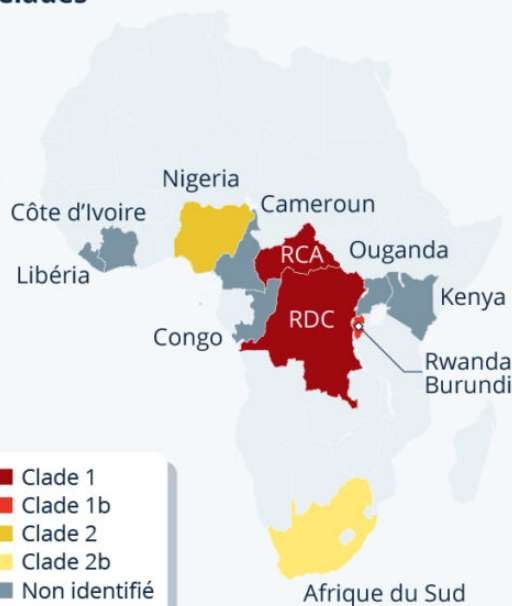 Nigeria
Cameroun
Côte d'Ivoire
RCA
Ouganda
Libéria
Kenya
RDC
Congo
Rwanda
Burundi
Clade 1
Clade 1b
Clade 2
Clade 2b
Non identifié
Afrique du Sud